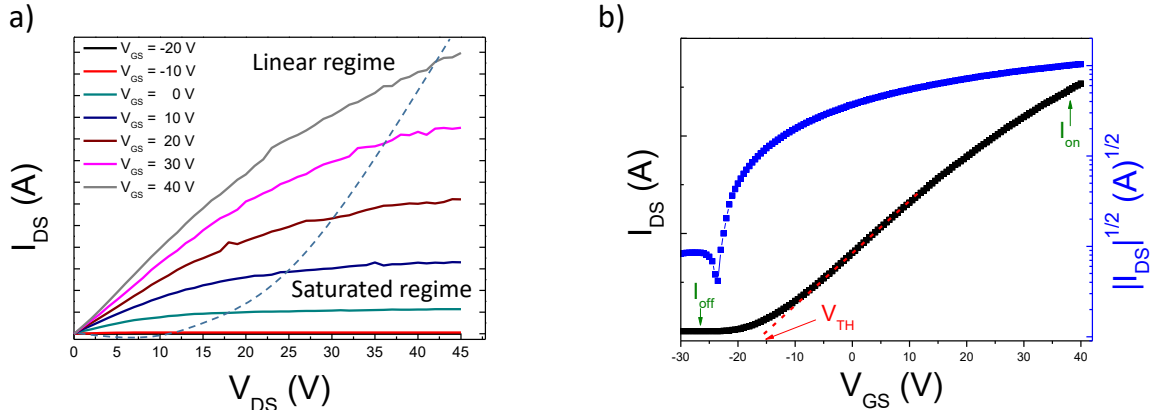 a)
V_GS = -20 V
V_GS = -10 V
V_GS = 0 V
V_GS = 10 V
V_GS = 20 V
V_GS = 30 V
V_GS = 40 V
Linear regime
Saturated regime
I_DS (A)
0 5 10 15 20 25 30 35 40 45 50
V_DS (V)
b)
I_DS (A)
I_off
V_TH
I_on
|I_DS|^1/2 (A)^1/2
-30 -20 -10 0 10 20 30 40
V_GS (V)